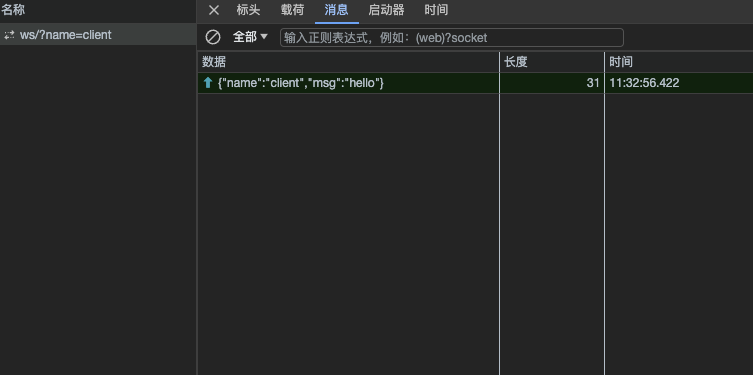 名称
ws/?name=client
标头 载荷 消息 启动器 时间
全部 输入正则表达式，例如：(web)?socket
数据 长度 时间
{"name":"client","msg":"hello"} 31 11:32:56.422